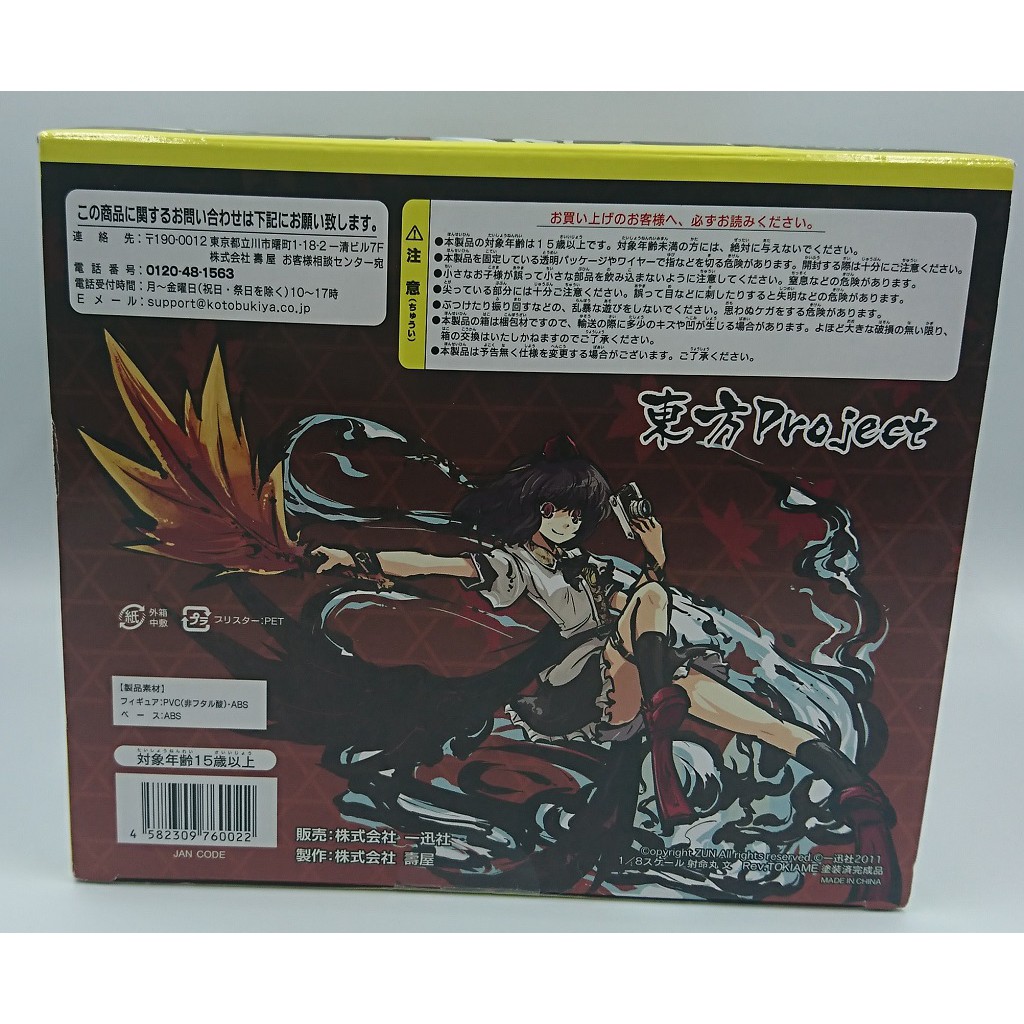 この商品に関するお問い合わせは下記にお願い致します。
連絡先:〒190-0012 東京都立川市曙町1-18-2一清ビル7F
株式会社 壽屋 お客様相談センター宛
電話番号:0120-48-1563
電話受付時間:月〜金曜日(祝日・祭日を除く)10〜17時
Eメール:support@kotobukiya.co.jp
注意(ちゅうい)
お買い上げのお客様へ、必ずお読みください。
●本製品の対象年齢は15歳以上です。対象年齢未満の方には、絶対に与えないでください。
●本製品を固定している透明パッケージやワイヤーで指などを切る危険があります。開封する際は十分にご注意ください。
●小さなお子様が誤って小さな部品を飲み込まないように注意してください。窒息などの危険があります。
●尖っている部分には十分ご注意ください。誤って目などに刺したりすると失明などの危険があります。
●ぶつけたり振り回すなどの、乱暴な遊びをしないでください。思わぬケガをする危険があります。
●本製品の箱は梱包材ですので、輸送の際に多少のキズや凹が生じる場合があります。よほど大きな破損の無い限り、
箱の交換はいたしかねますのでご了承ください。
●本製品は予告無く仕様を変更する場合がございます。ご了承ください。
東方Project
紙 外箱
中敷
プラ ブリスター:PET
【製品素材】
フィギュア:PVC(非フタル酸)・ABS
ベース:ABS
たいしょうねんれい さいいじょう
対象年齢15歳以上
4 582309 760022
JAN CODE
販売:株式会社 一迅社
製作:株式会社 壽屋
©opyright ZUN All rights reserved.©一迅社2011
1/8スケール 射命丸 文 Rev.TOKIAME 塗装済完成品
MADE IN CHINA